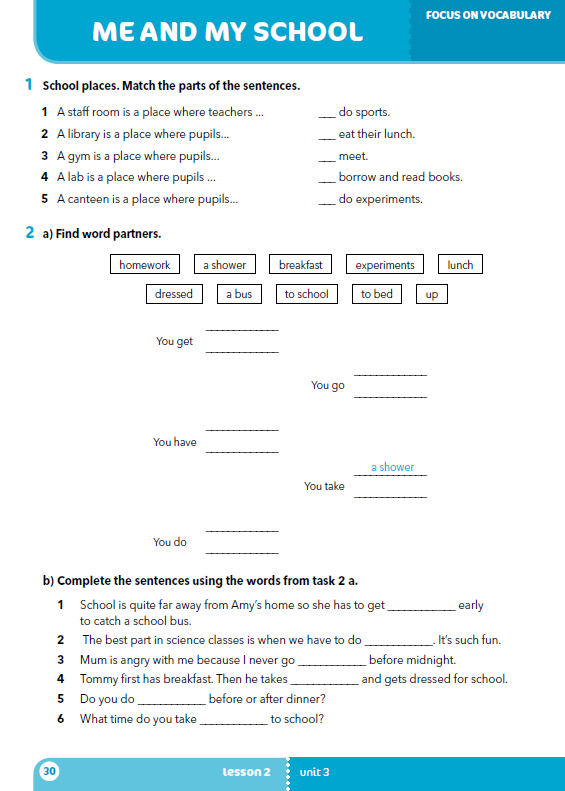 FOCUS ON VOCABULARY
ME AND MY SCHOOL
1 School places. Match the parts of the sentences.
1 A staff room is a place where teachers ... ___ do sports.
2 A library is a place where pupils... ___ eat their lunch.
3 A gym is a place where pupils... ___ meet.
4 A lab is a place where pupils ... ___ borrow and read books.
5 A canteen is a place where pupils... ___ do experiments.
2 a) Find word partners.
homework a shower breakfast experiments lunch
dressed a bus to school to bed up
You get
You go
You have
a shower
You take
You do
b) Complete the sentences using the words from task 2 a.
1 School is quite far away from Amy's home so she has to get ___________ early
to catch a school bus.
2 The best part in science classes is when we have to do ___________. It's such fun.
3 Mum is angry with me because I never go ___________ before midnight.
4 Tommy first has breakfast. Then he takes ___________ and gets dressed for school.
5 Do you do ___________ before or after dinner?
6 What time do you take ___________ to school?
30 lesson 2 unit 3